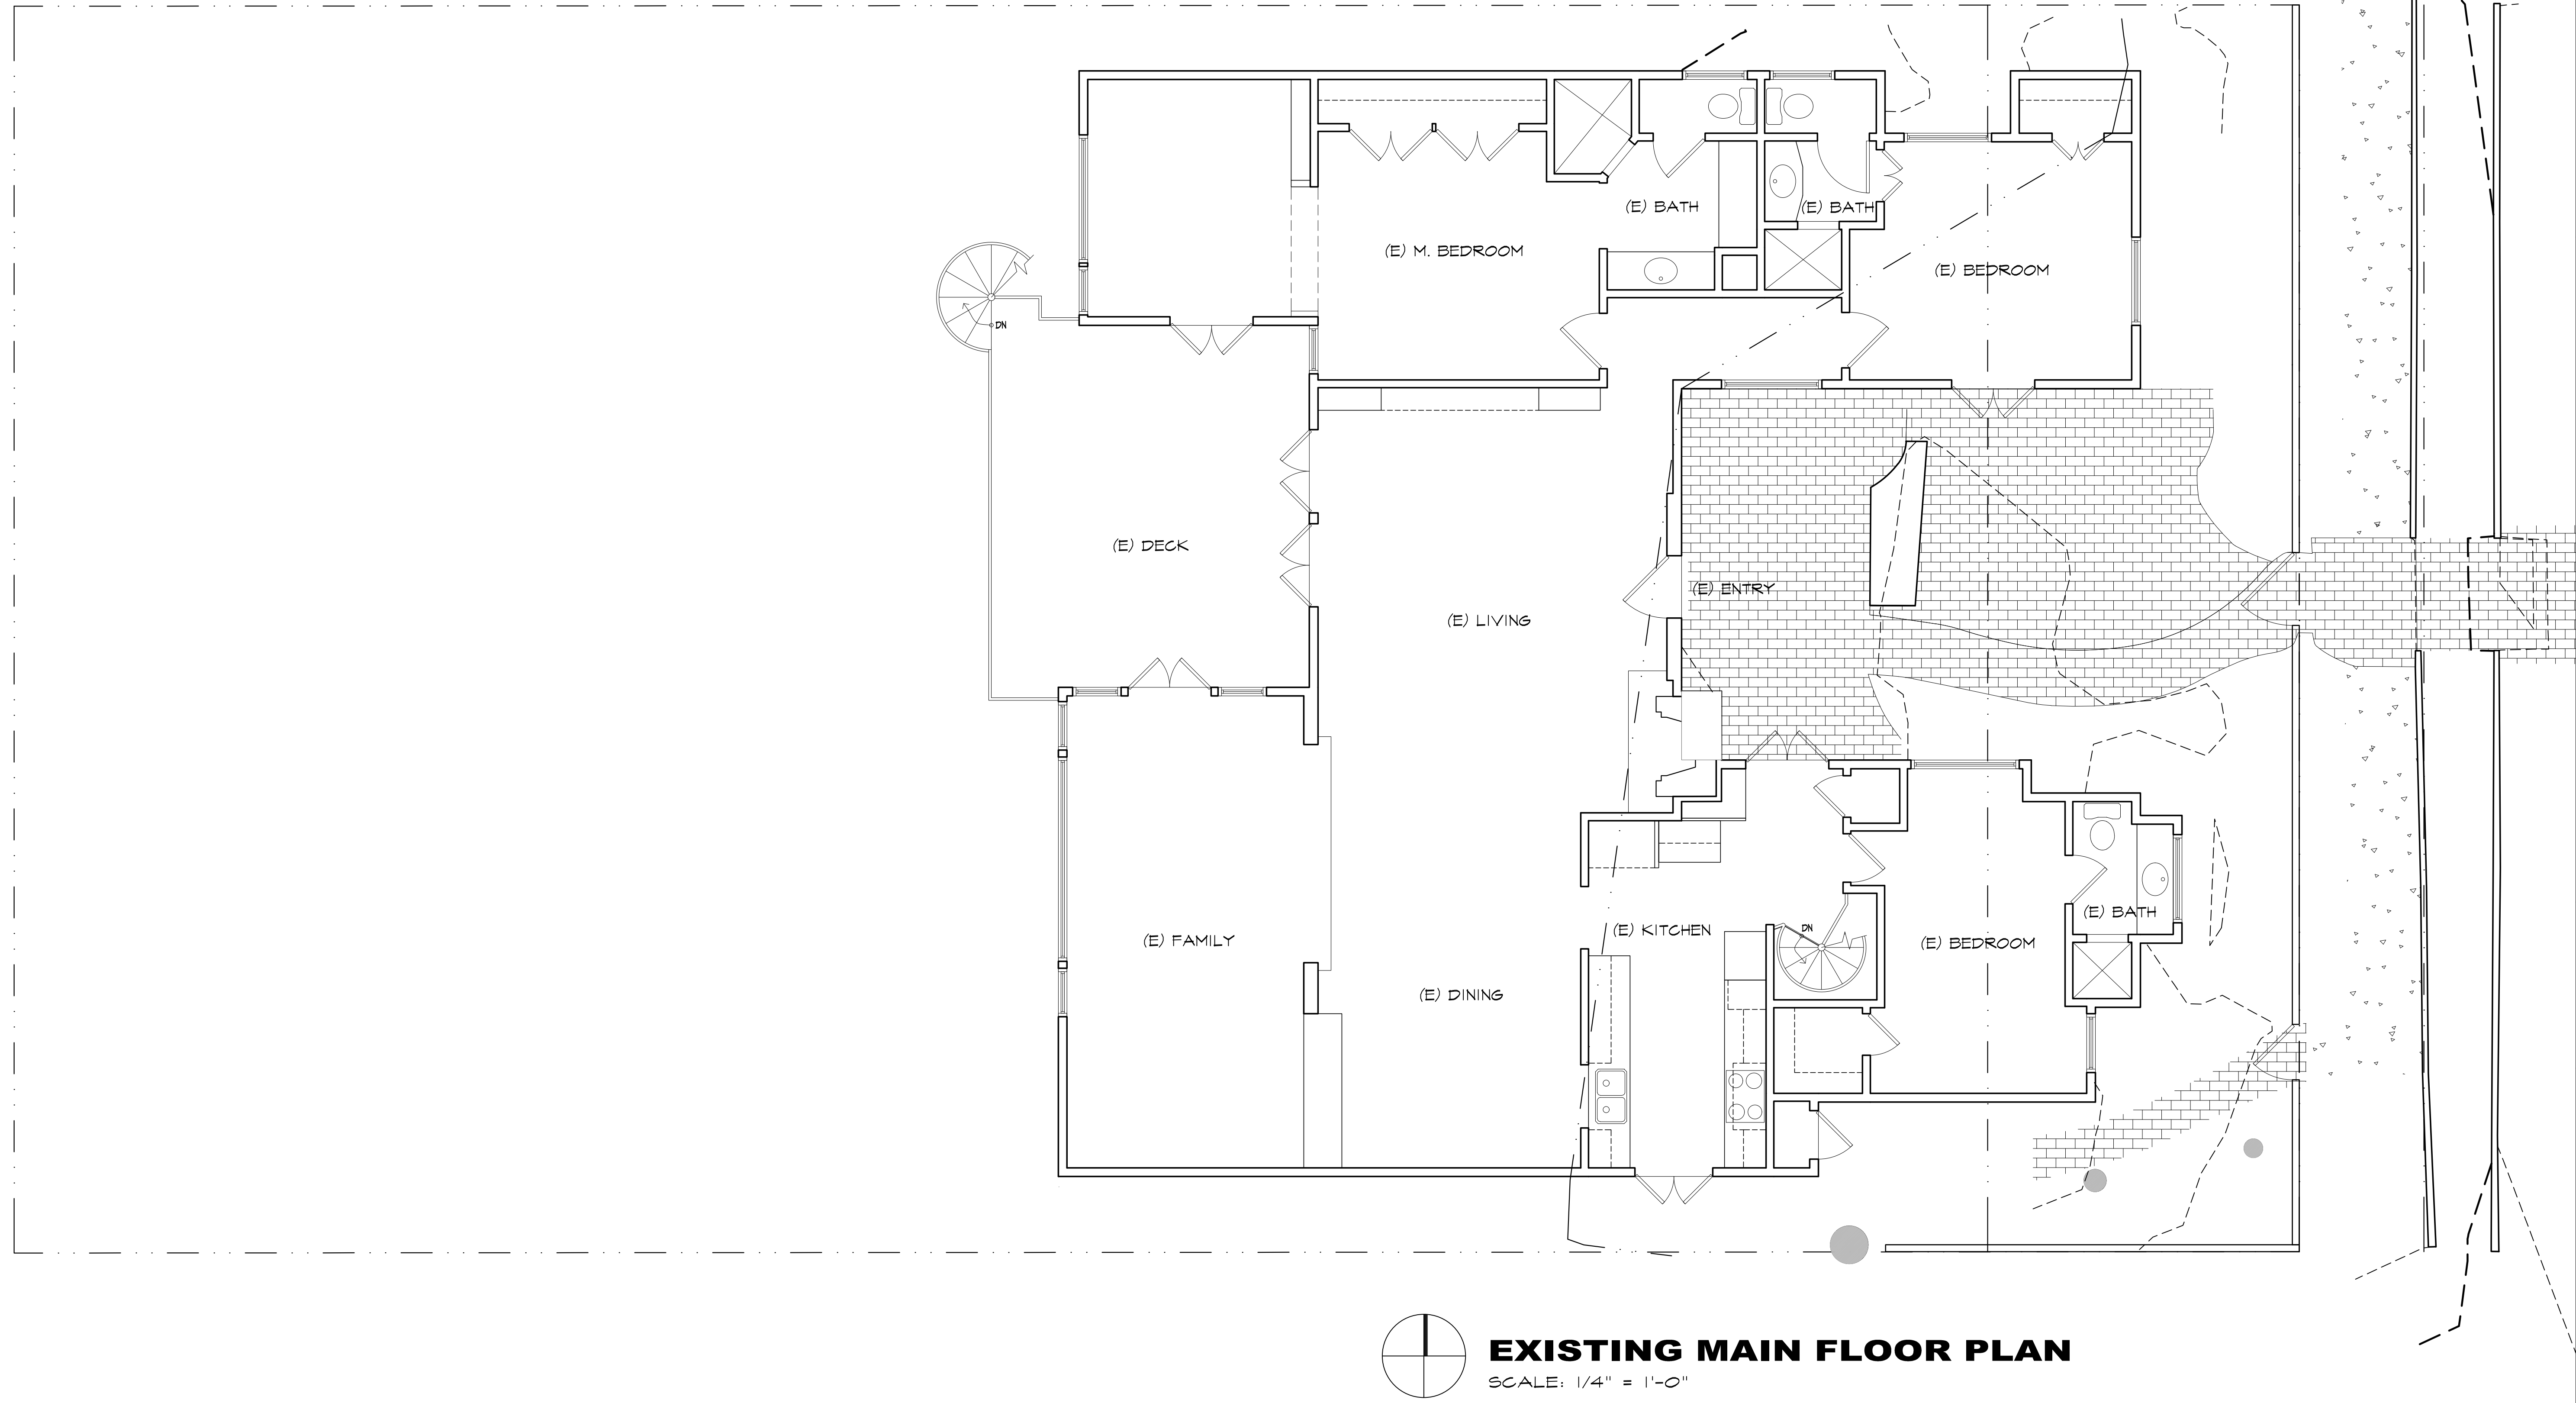 (E) BATH
(E) BATH
(E) M. BEDROOM
(E) BEDROOM
DN
(E) DECK
(E) ENTRY
(E) LIVING
(E) BATH
DN
(E) KITCHEN
(E) FAMILY
(E) BEDROOM
(E) DINING
EXISTING MAIN FLOOR PLAN
SCALE: 1/4" = 1'-0"